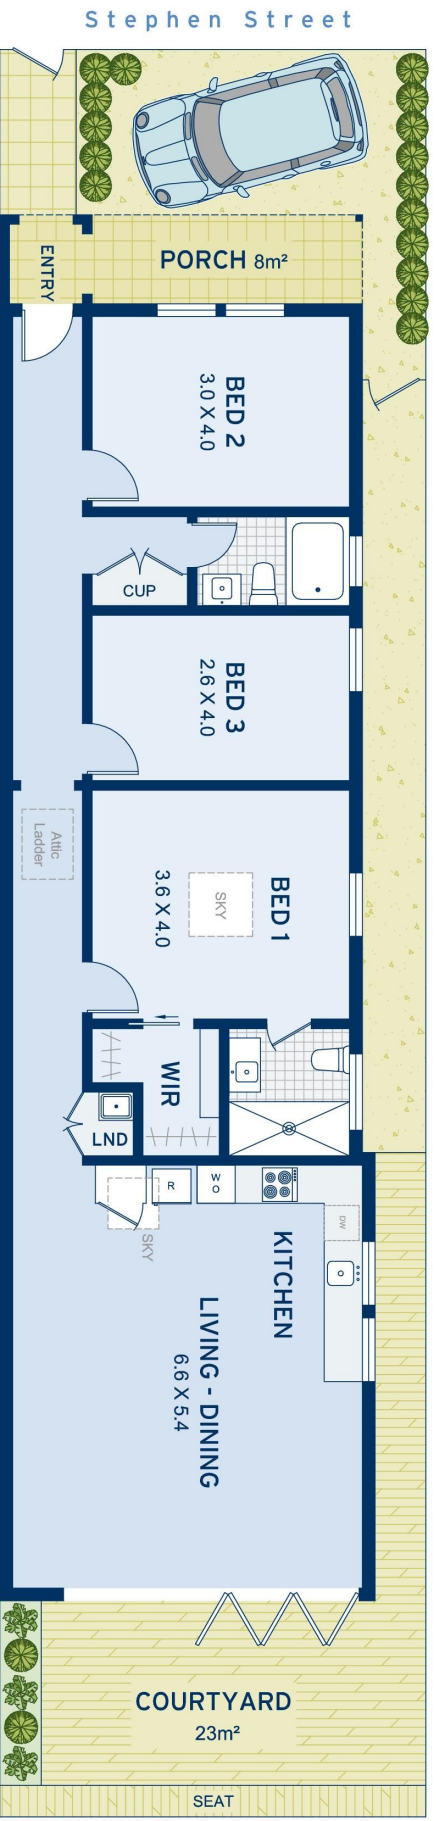 Stephen Street
ENTRY
PORCH 8m²
BED 2
3.0 X 4.0
CUP
BED 3
2.6 X 4.0
Attic
Ladder
BED 1
3.6 X 4.0
SKY
WIR
LND
R
W
O
DW
SKY
KITCHEN
LIVING - DINING
6.6 X 5.4
COURTYARD
23m²
SEAT